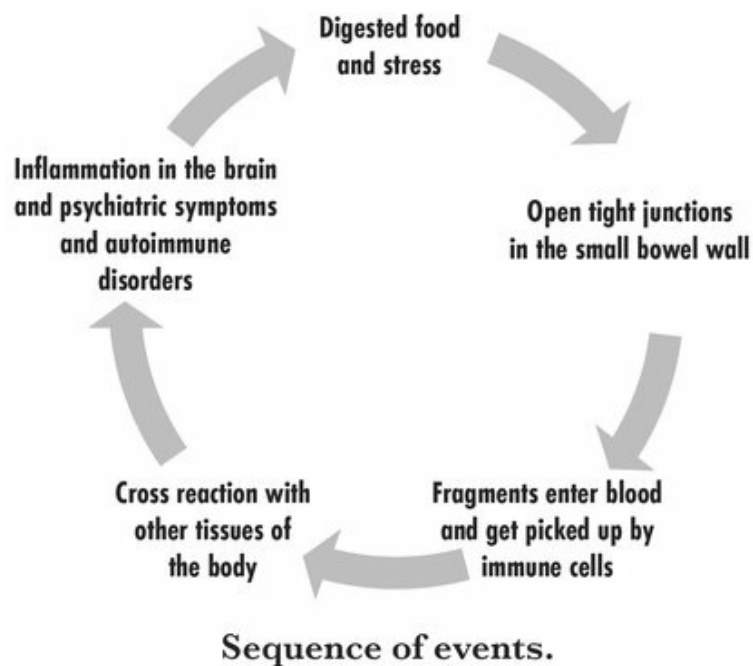 Digested food
and stress
Open tight junctions
in the small bowel wall
Fragments enter blood
and get picked up by
immune cells
Cross reaction with
other tissues of
the body
Inflammation in the brain
and psychiatric symptoms
and autoimmune
disorders
Sequence of events.